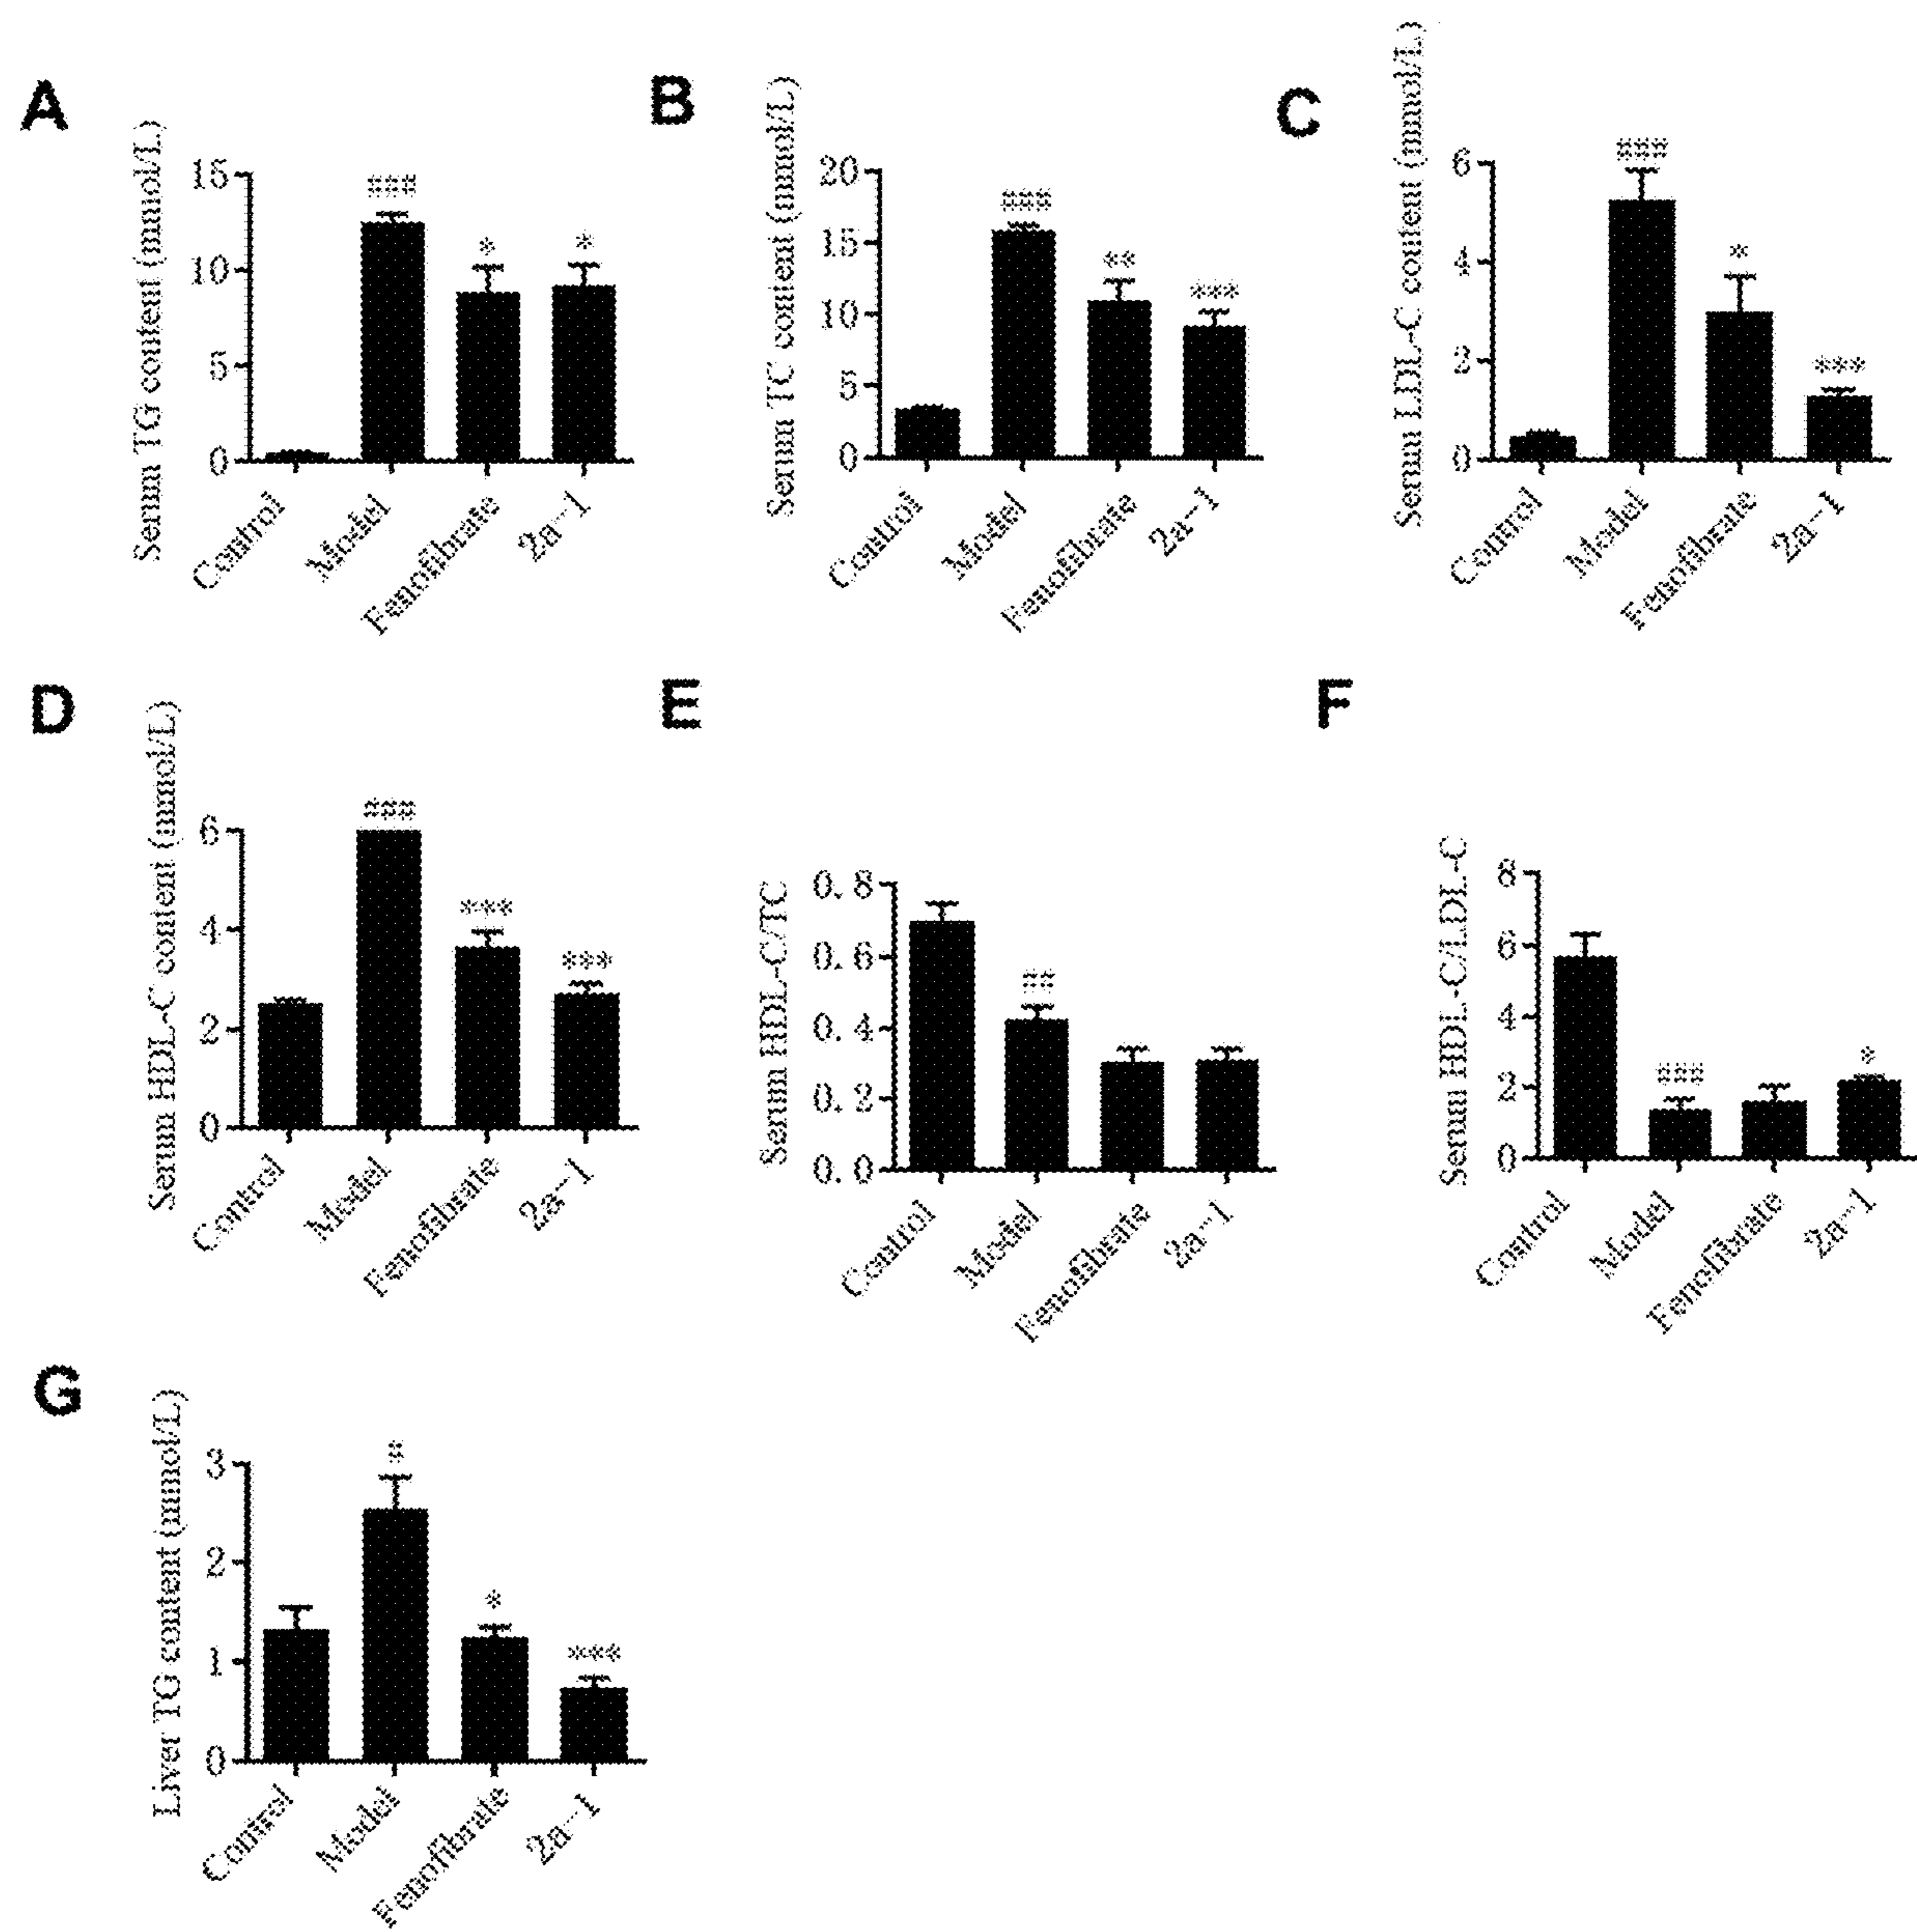 A
Serum TG content (mmol/L)
15
10
5
0
###
*
*
Control
Model
Fenofibrate
2a-1
B
Serum TC content (mmol/L)
20
15
10
5
0
###
**
***
Control
Model
Fenofibrate
2a-1
C
Serum LDL-C content (mmol/L)
6
4
2
0
###
*
***
Control
Model
Fenofibrate
2a-1
D
Serum HDL-C content (mmol/L)
6
4
2
0
###
***
***
Control
Model
Fenofibrate
2a-1
E
Serum HDL-C/TC
0.8
0.6
0.4
0.2
0.0
##
Control
Model
Fenofibrate
2a-1
F
Serum HDL-C/LDL-C
8
6
4
2
0
###
*
Control
Model
Fenofibrate
2a-1
G
Liver TG content (mmol/L)
3
2
1
0
#
*
***
Control
Model
Fenofibrate
2a-1